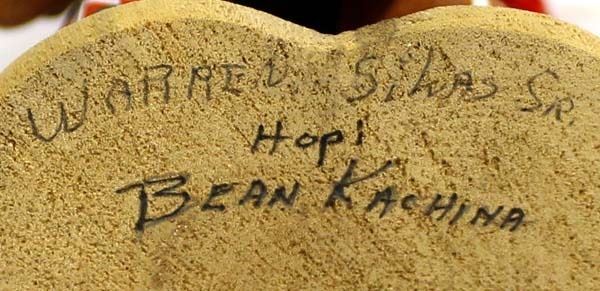 WARREN SiLAS SR.
Hopi
BEAN KACHINA